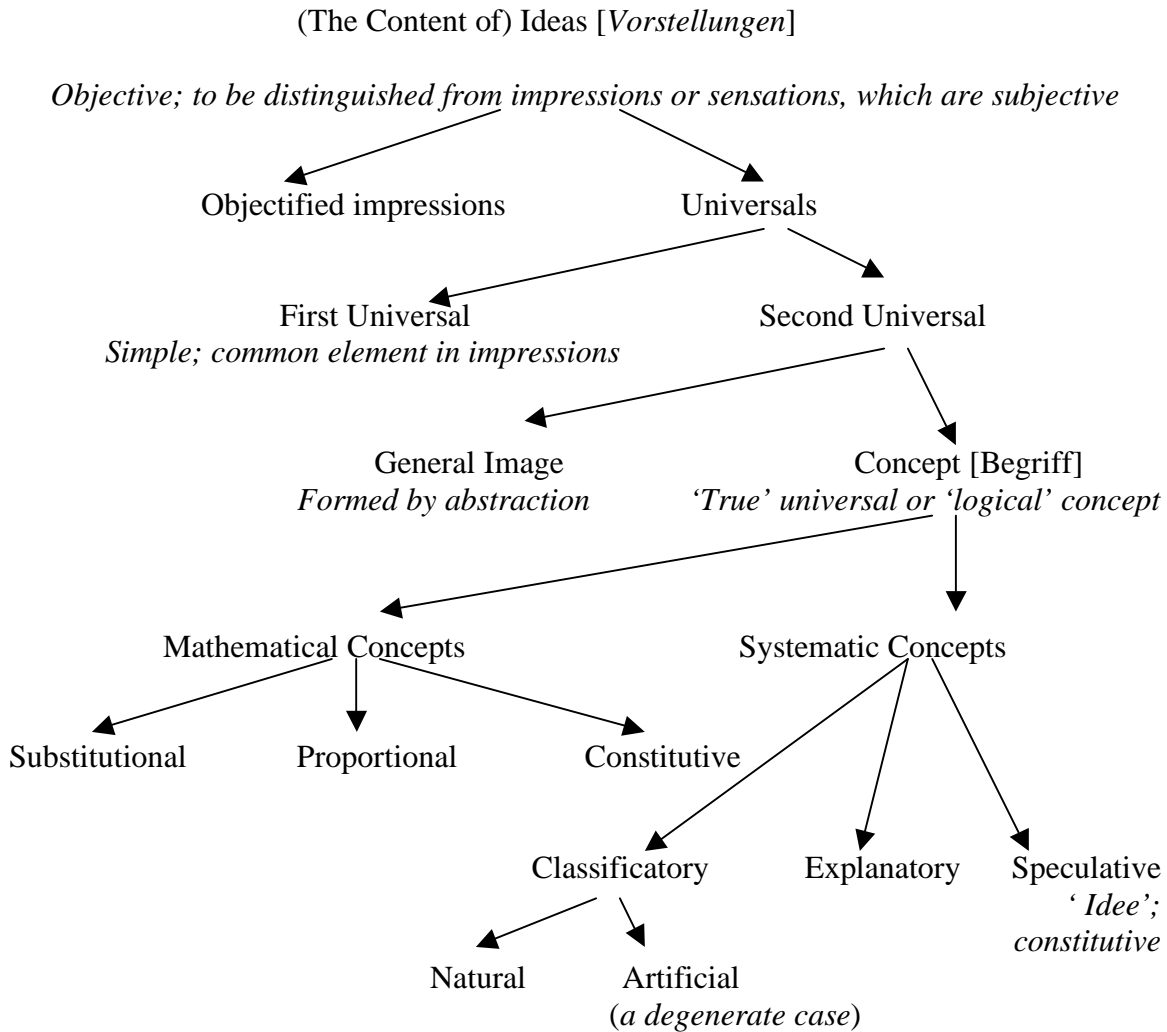 (The Content of) Ideas [Vorstellungen]
Objective; to be distinguished from impressions or sensations, which are subjective
Objectified impressions
Universals
First Universal
Simple; common element in impressions
Second Universal
General Image
Formed by abstraction
Concept [Begriff]
‘True’ universal or ‘logical’ concept
Mathematical Concepts
Systematic Concepts
Substitutional
Proportional
Constitutive
Classificatory
Explanatory
Speculative
‘ Idee’;
constitutive
Natural
Artificial
(a degenerate case)